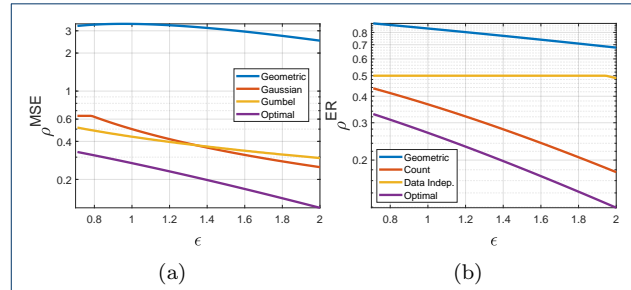 3
1
0.6
0.4
0.2
ρ^MSE
0.8 1 1.2 1.4 1.6 1.8 2
ϵ
Geometric
Gaussian
Gumbel
Optimal
(a)
0.8
0.7
0.6
0.5
0.4
0.3
0.2
ρ^ER
0.8 1 1.2 1.4 1.6 1.8 2
ϵ
Geometric
Count
Data Indep.
Optimal
(b)